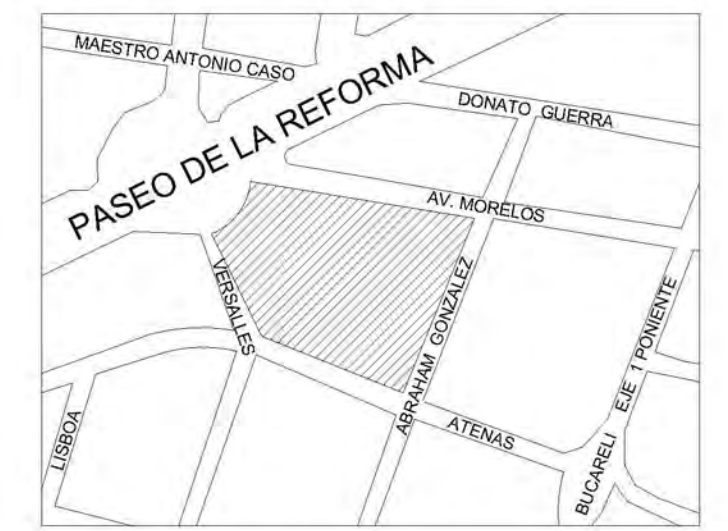 MAESTRO ANTONIO CASO
PASEO DE LA REFORMA
DONATO GUERRA
AV. MORELOS
VERSALLES
ABRAHAM GONZALEZ
EJE 1 PONIENTE
BUCARELI
ATENAS
LISBOA